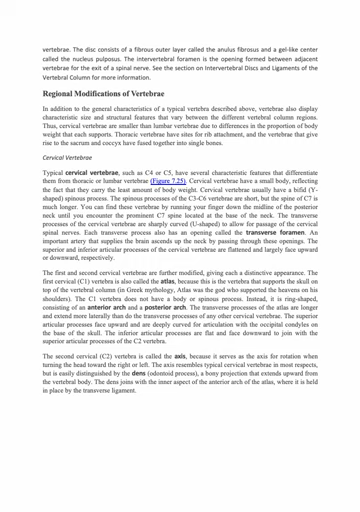 vertebrae. The disc consists of a fibrous outer layer called the anulus fibrosus and a gel-like center
called the nucleus pulposus. The intervertebral foramen is the opening formed between adjacent
vertebrae for the exit of a spinal nerve. See the section on Intervertebral Discs and Ligaments of the
Vertebral Column for more information.
Regional Modifications of Vertebrae
In addition to the general characteristics of a typical vertebra described above, vertebrae also display
characteristic size and structural features that vary between the different vertebral column regions.
Thus, cervical vertebrae are smaller than lumbar vertebrae due to differences in the proportion of body
weight that each supports. Thoracic vertebrae have sites for rib attachment, and the vertebrae that give
rise to the sacrum and coccyx have fused together into single bones.
Cervical Vertebrae
Typical cervical vertebrae, such as C4 or C5, have several characteristic features that differentiate
them from thoracic or lumbar vertebrae (Figure 7.25). Cervical vertebrae have a small body, reflecting
the fact that they carry the least amount of body weight. Cervical vertebrae usually have a bifid (Y-
shaped) spinous process. The spinous processes of the C3-C6 vertebrae are short, but the spine of C7 is
much longer. You can find these vertebrae by running your finger down the midline of the posterior
neck until you encounter the prominent C7 spine located at the base of the neck. The transverse
processes of the cervical vertebrae are sharply curved (U-shaped) to allow for passage of the cervical
spinal nerves. Each transverse process also has an opening called the transverse foramen. An
important artery that supplies the brain ascends up the neck by passing through these openings. The
superior and inferior articular processes of the cervical vertebrae are flattened and largely face upward
or downward, respectively.
The first and second cervical vertebrae are further modified, giving each a distinctive appearance. The
first cervical (C1) vertebra is also called the atlas, because this is the vertebra that supports the skull on
top of the vertebral column (in Greek mythology, Atlas was the god who supported the heavens on his
shoulders). The C1 vertebra does not have a body or spinous process. Instead, it is ring-shaped,
consisting of an anterior arch and a posterior arch. The transverse processes of the atlas are longer
and extend more laterally than do the transverse processes of any other cervical vertebrae. The superior
articular processes face upward and are deeply curved for articulation with the occipital condyles on
the base of the skull. The inferior articular processes are flat and face downward to join with the
superior articular processes of the C2 vertebra.
The second cervical (C2) vertebra is called the axis, because it serves as the axis for rotation when
turning the head toward the right or left. The axis resembles typical cervical vertebrae in most respects,
but is easily distinguished by the dens (odontoid process), a bony projection that extends upward from
the vertebral body. The dens joins with the inner aspect of the anterior arch of the atlas, where it is held
in place by the transverse ligament.